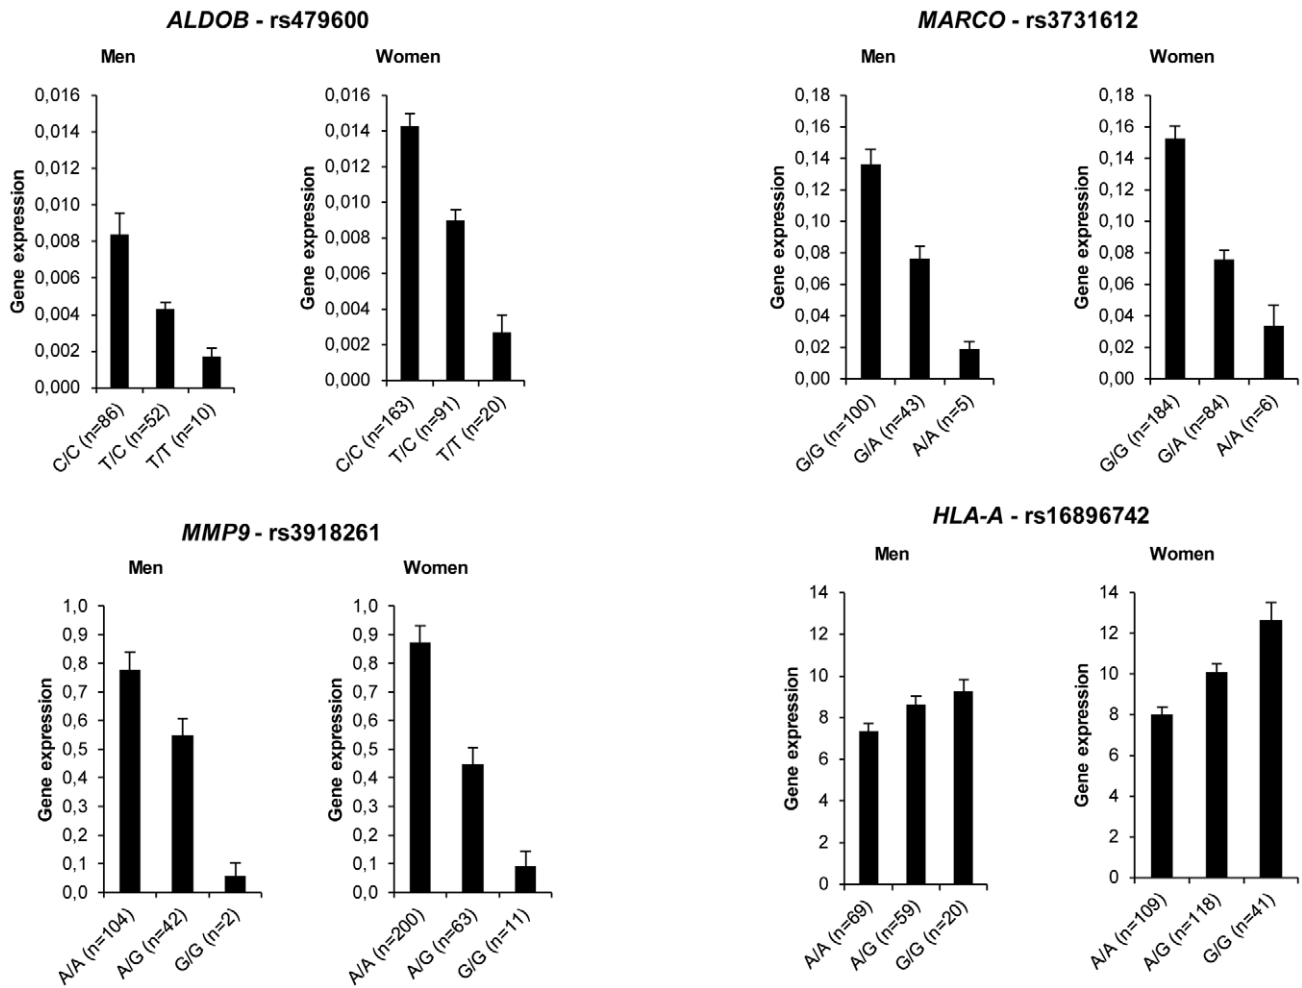 ALDOB - rs479600
Men
Gene expression
0,016
0,014
0,012
0,010
0,008
0,006
0,004
0,002
0,000
C/C (n=86)
T/C (n=52)
T/T (n=10)
Women
Gene expression
0,016
0,014
0,012
0,010
0,008
0,006
0,004
0,002
0,000
C/C (n=163)
T/C (n=91)
T/T (n=20)
MARCO - rs3731612
Men
Gene expression
0,18
0,16
0,14
0,12
0,10
0,08
0,06
0,04
0,02
0,00
G/G (n=100)
G/A (n=43)
A/A (n=5)
Women
Gene expression
0,18
0,16
0,14
0,12
0,10
0,08
0,06
0,04
0,02
0,00
G/G (n=184)
G/A (n=84)
A/A (n=6)
MMP9 - rs3918261
Men
Gene expression
1,0
0,9
0,8
0,7
0,6
0,5
0,4
0,3
0,2
0,1
0,0
A/A (n=104)
A/G (n=42)
G/G (n=2)
Women
Gene expression
1,0
0,9
0,8
0,7
0,6
0,5
0,4
0,3
0,2
0,1
0,0
A/A (n=200)
A/G (n=63)
G/G (n=11)
HLA-A - rs16896742
Men
Gene expression
14
12
10
8
6
4
2
0
A/A (n=69)
A/G (n=59)
G/G (n=20)
Women
Gene expression
14
12
10
8
6
4
2
0
A/A (n=109)
A/G (n=118)
G/G (n=41)